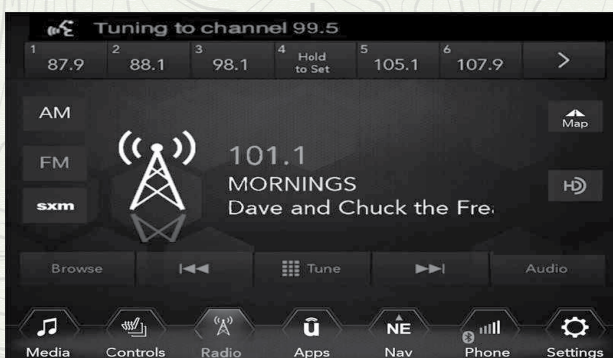 Tuning to channel 99.5
1 2 3 4 5 6
87.9 88.1 98.1 Hold to Set 105.1 107.9 >
AM
Map
101.1
FM
MORNINGS
HD
sxm
Dave and Chuck the Fre
Browse Tune Audio
û NE
Media Controls Radio Apps Nav Phone Settings